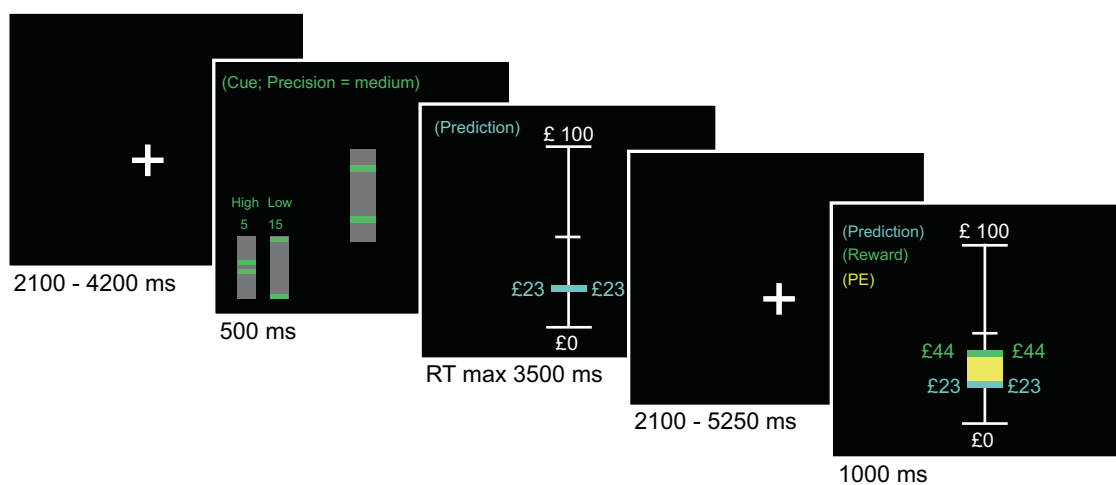 2100 - 4200 ms
(Cue; Precision = medium)
High Low
5 15
500 ms
(Prediction)
£ 100
£23 £23
£0
RT max 3500 ms
2100 - 5250 ms
(Prediction)
£ 100
(Reward)
(PE)
£44 £44
£23 £23
£0
1000 ms